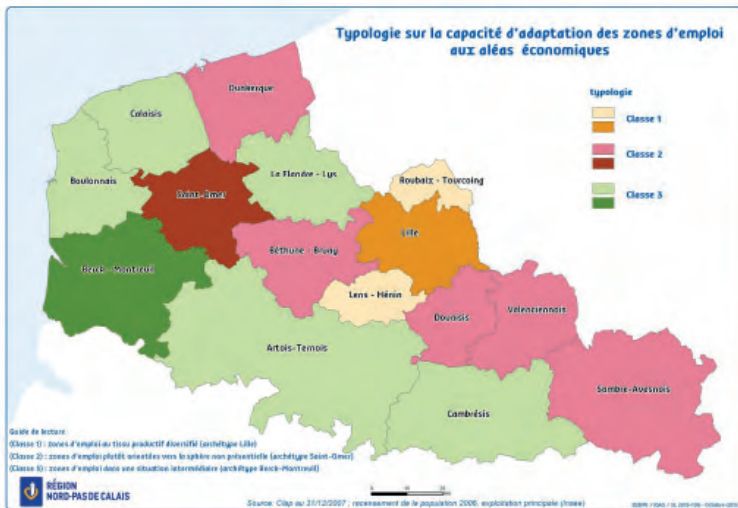 Typologie sur la capacité d'adaptation des zones d'emploi
aux aléas économiques
typologie
Classe 1
Classe 2
Classe 3
Dunkerque
Calaisis
Boulonnais
Saint-Omer
La Flandre - Lys
Roubaix - Tourcoing
Lille
Béthune - Bruay
Berck - Montreuil
Lens - Hénin
Douaisis
Valenciennois
Artois-Ternois
Cambrésis
Sambre-Avesnois
Guide de lecture :
(Classe 1) : zones d'emploi au tissu productif diversifié (archétype Lille)
(Classe 2) : zones d'emploi plutôt orientées vers la sphère non présentielle (archétype Saint-Omer)
(Classe 3) : zones d'emploi dans une situation intermédiaire (archétype Berck-Montreuil)
RÉGION
NORD-PAS DE CALAIS
Source: Clap au 31/12/2007 ; recensement de la population 2006, exploitation principale (Insee)